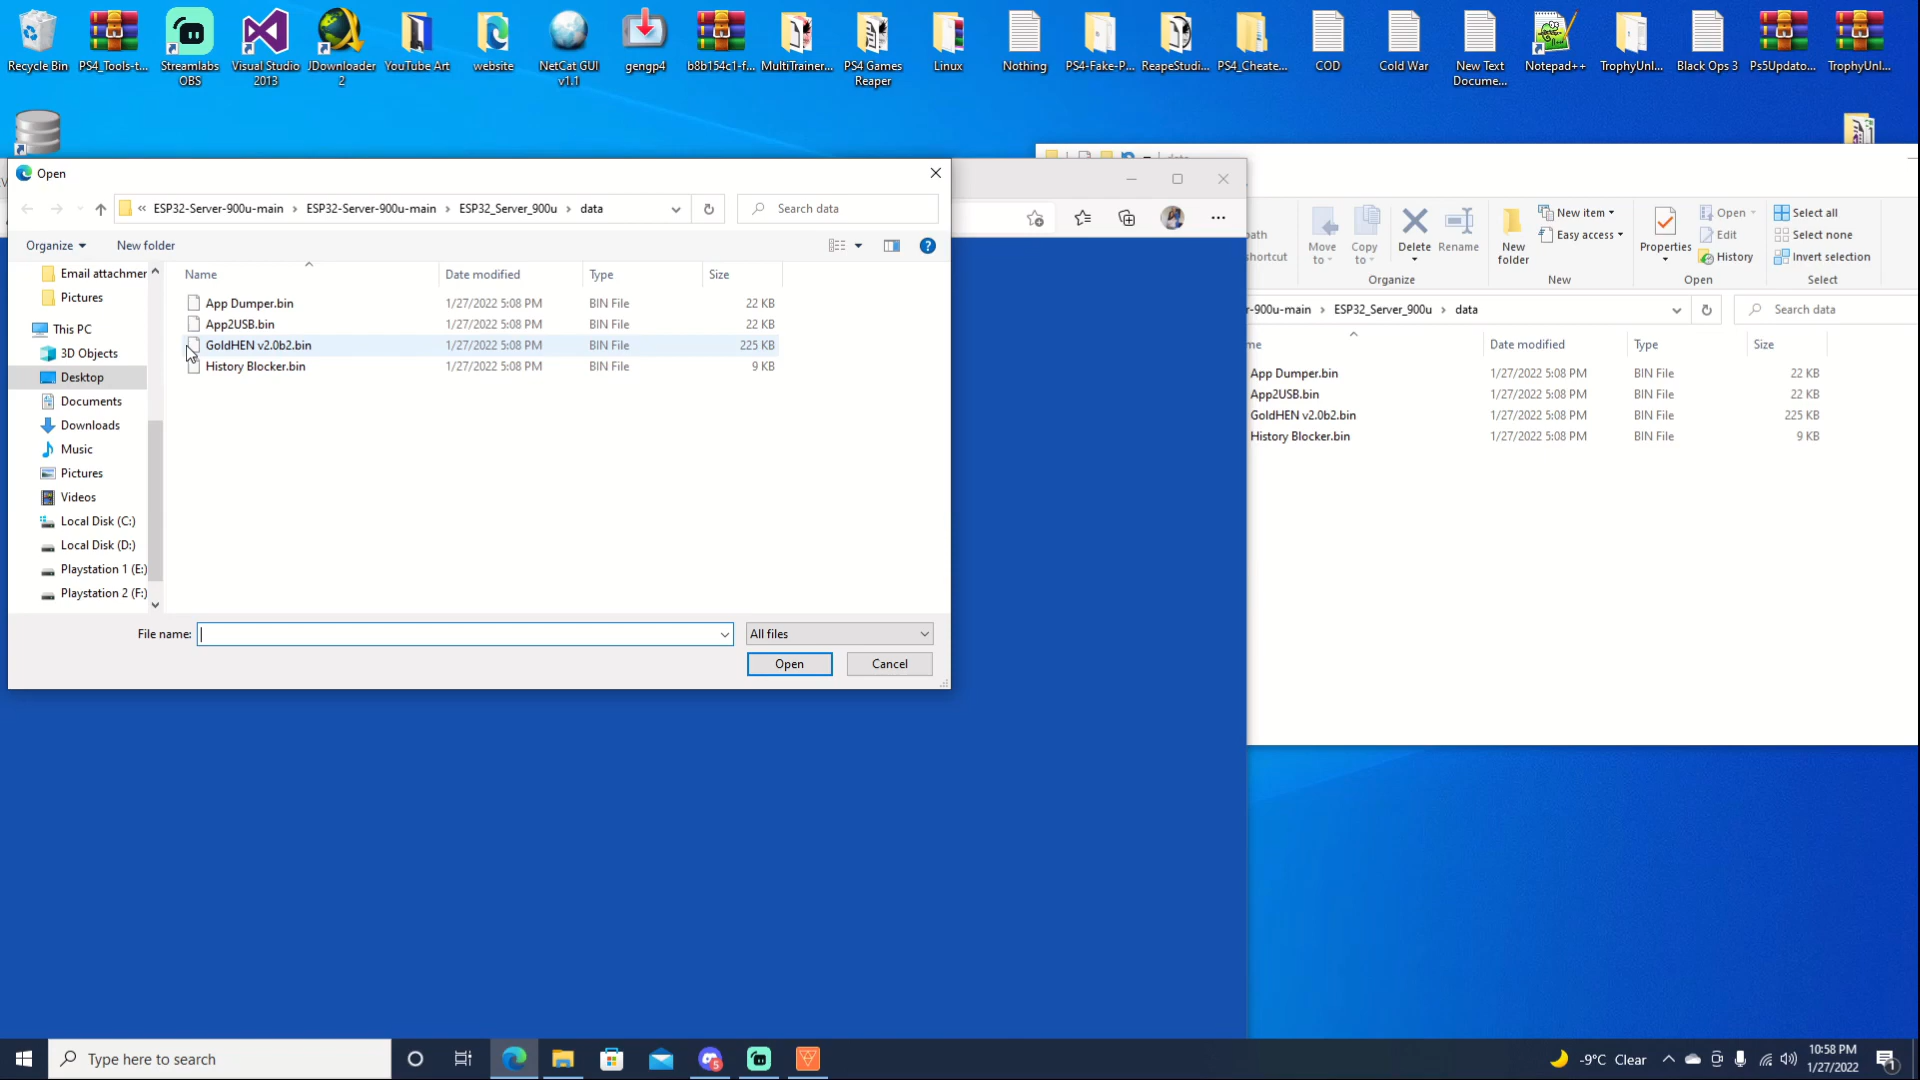 Recycle Bin PS4_Tools-t... Streamlabs OBS Visual Studio 2013 JDownloader 2 YouTube Art website NetCat GUI v1.1 gengp4 b8b154c1-f... MultiTrainer... PS4 Games Reaper Linux Nothing PS4-Fake-P... ReapeStudi... PS4_Cheate... COD Cold War New Text Docume... Notepad++ TrophyUnl... Black Ops 3 Ps5Updato... TrophyUnl...
Open
« ESP32-Server-900u-main › ESP32-Server-900u-main › ESP32_Server_900u › data
Search data
Organize New folder
Email attachmer
Pictures
This PC
3D Objects
Desktop
Documents
Downloads
Music
Pictures
Videos
Local Disk (C:)
Local Disk (D:)
Playstation 1 (E:)
Playstation 2 (F:)
Name Date modified Type Size
App Dumper.bin 1/27/2022 5:08 PM BIN File 22 KB
App2USB.bin 1/27/2022 5:08 PM BIN File 22 KB
GoldHEN v2.0b2.bin 1/27/2022 5:08 PM BIN File 225 KB
History Blocker.bin 1/27/2022 5:08 PM BIN File 9 KB
File name: All files
Open Cancel
data
path
shortcut
Move to
Copy to
Delete
Rename
Organize
New folder
New item
Easy access
New
Properties
Open
Edit
History
Open
Select all
Select none
Invert selection
Select
r-900u-main › ESP32_Server_900u › data
Search data
me Date modified Type Size
App Dumper.bin 1/27/2022 5:08 PM BIN File 22 KB
App2USB.bin 1/27/2022 5:08 PM BIN File 22 KB
GoldHEN v2.0b2.bin 1/27/2022 5:08 PM BIN File 225 KB
History Blocker.bin 1/27/2022 5:08 PM BIN File 9 KB
Type here to search
-9°C Clear
10:58 PM
1/27/2022
1